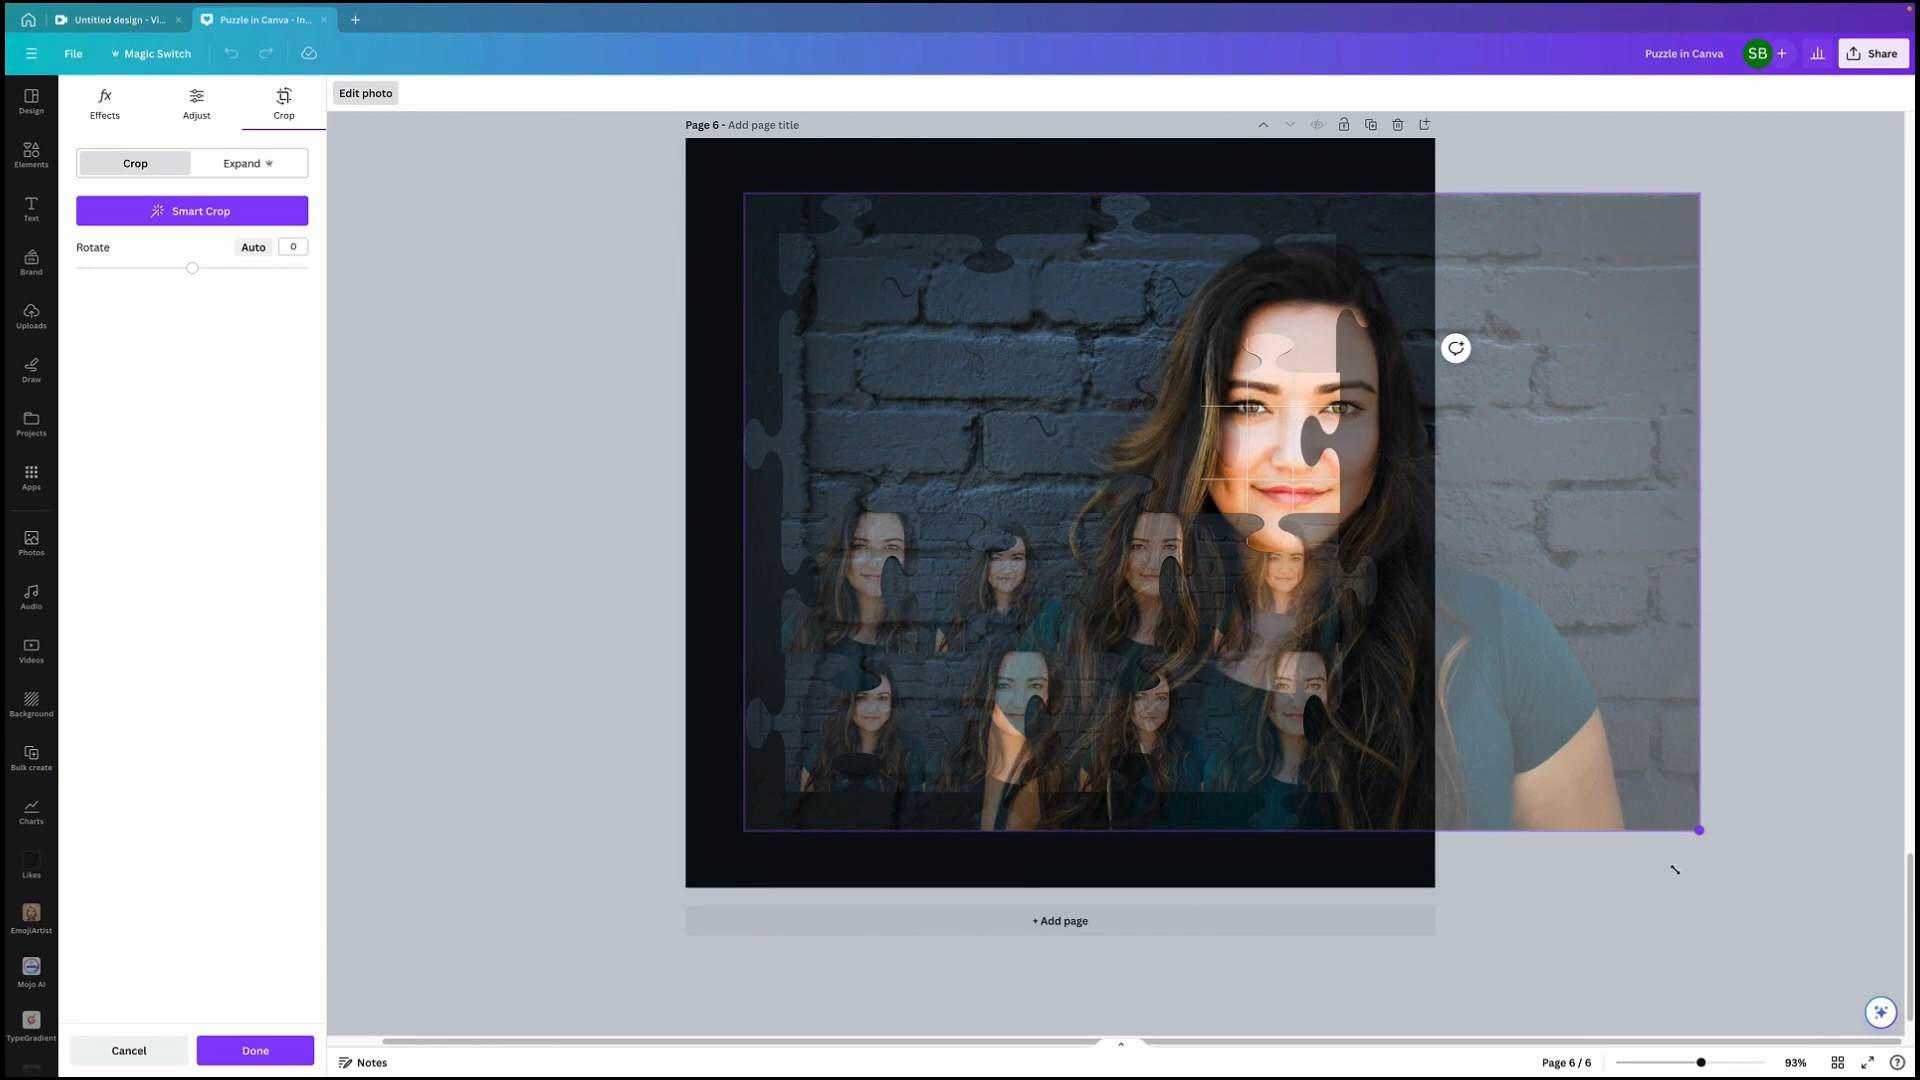 Untitled design - Vi...
Puzzle in Canva - In...
File
Magic Switch
Puzzle in Canva
SB
Share
Design
Elements
Text
Brand
Uploads
Draw
Projects
Apps
Photos
Audio
Videos
Background
Bulk create
Charts
Likes
EmojiArtist
Mojo AI
TypeGradient
Effects
Adjust
Crop
Crop
Expand
Smart Crop
Rotate
Auto
0
Cancel
Done
Edit photo
Page 6 - Add page title
+ Add page
Notes
Page 6 / 6
93%